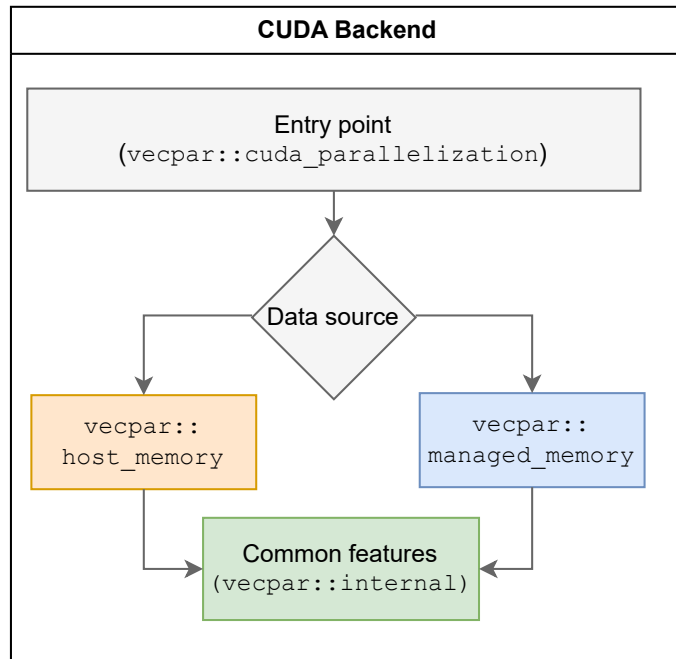 CUDA Backend
Entry point
(vecpar::cuda_parallelization)
Data source
vecpar::
host_memory
vecpar::
managed_memory
Common features
(vecpar::internal)